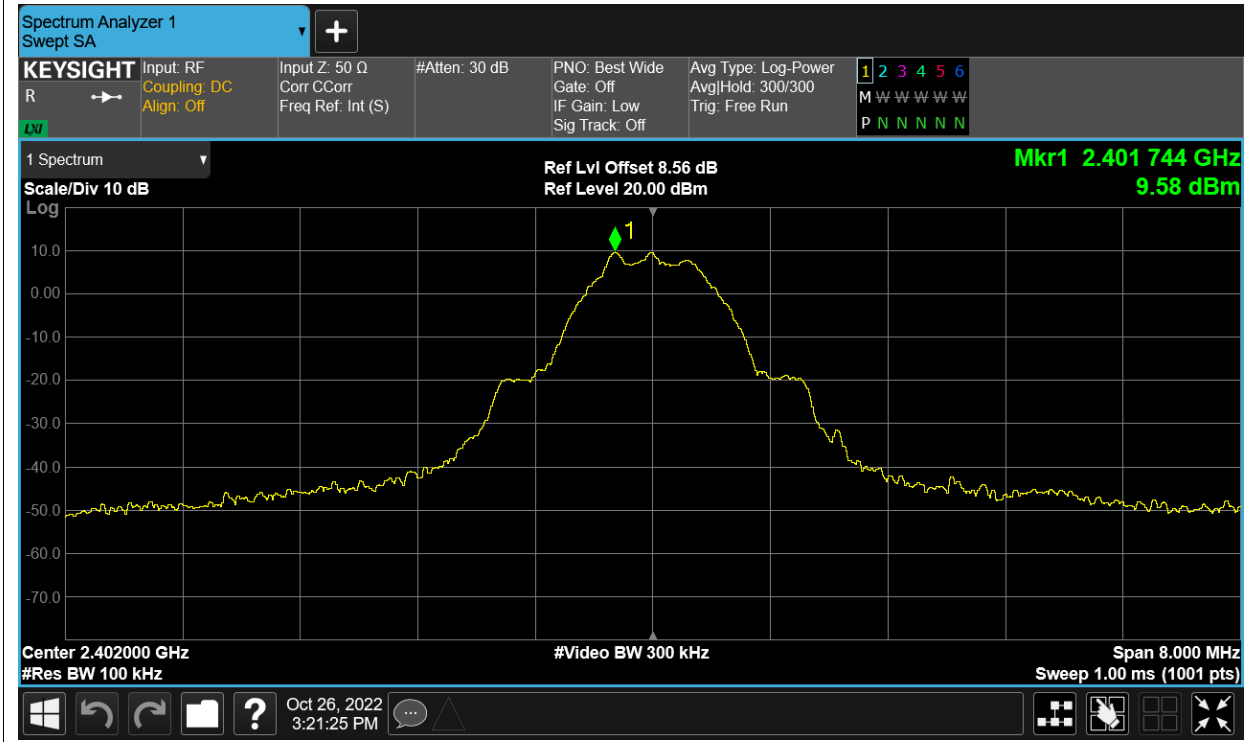 Spectrum Analyzer 1
Swept SA
+
KEYSIGHT
R
LXI
Input: RF
Coupling: DC
Align: Off
Input Z: 50 Ω
Corr CCorr
Freq Ref: Int (S)
#Atten: 30 dB
PNO: Best Wide
Gate: Off
IF Gain: Low
Sig Track: Off
Avg Type: Log-Power
Avg|Hold: 300/300
Trig: Free Run
1 2 3 4 5 6
M W W W W W
P N N N N N
1 Spectrum
Scale/Div 10 dB
Log
Ref Lvl Offset 8.56 dB
Ref Level 20.00 dBm
Mkr1 2.401 744 GHz
9.58 dBm
1
10.0
0.00
-10.0
-20.0
-30.0
-40.0
-50.0
-60.0
-70.0
Center 2.402000 GHz
#Video BW 300 kHz
Span 8.000 MHz
#Res BW 100 kHz
Sweep 1.00 ms (1001 pts)
?
Oct 26, 2022
3:21:25 PM